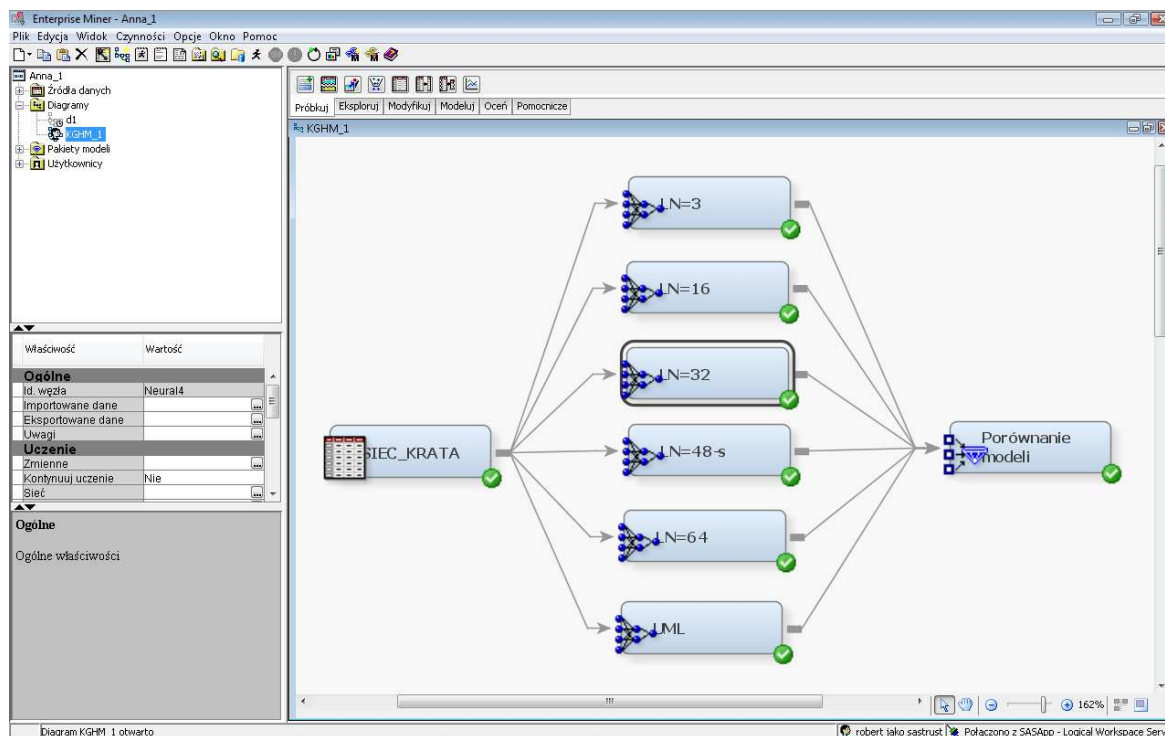 Enterprise Miner - Anna_1
Plik Edycja Widok Czynności Opcje Okno Pomoc
Anna_1
Źródła danych
Diagramy
d1
KGHM_1
Pakiety modeli
Użytkownicy
Próbkuj Eksploruj Modyfikuj Modeluj Oceń Pomocnicze
KGHM_1
LN=3
LN=16
LN=32
SIEC_KRATA
LN=48-s
LN=64
UML
Porównanie
modeli
Właściwość Wartość
Ogólne
Id. węzła Neural4
Importowane dane
Eksportowane dane
Uwagi
Uczenie
Zmienne
Kontynuuj uczenie Nie
Sieć
Ogólne
Ogólne właściwości
162%
Diagram KGHM_1 otwarto
robert jako sastrust Połączono z SASApp - Logical Workspace Serv